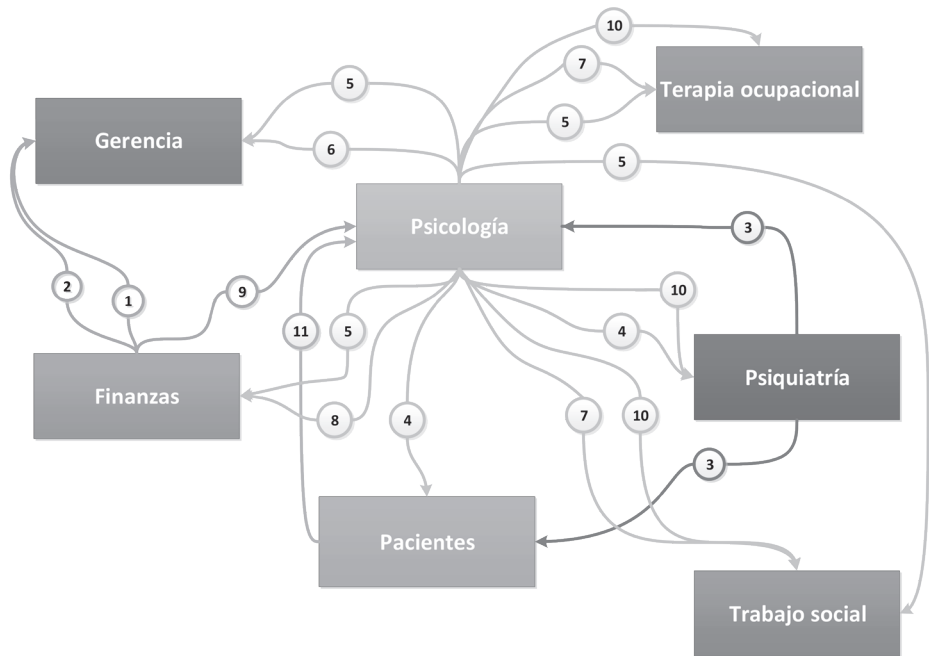 10
7
Terapia ocupacional
5
5
6
Gerencia
5
Psicología
3
2
1
9
10
11
5
4
Psiquiatría
Finanzas
8
4
7
10
3
Pacientes
Trabajo social